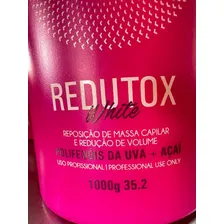 REDUTOX
White
REPOSIÇÃO DE MASSA CAPILAR
E REDUÇÃO DE VOLUME
POLIFENÓIS DA UVA + AÇAÍ
USO PROFISSIONAL | PROFESSIONAL USE ONLY
1000g 35.2